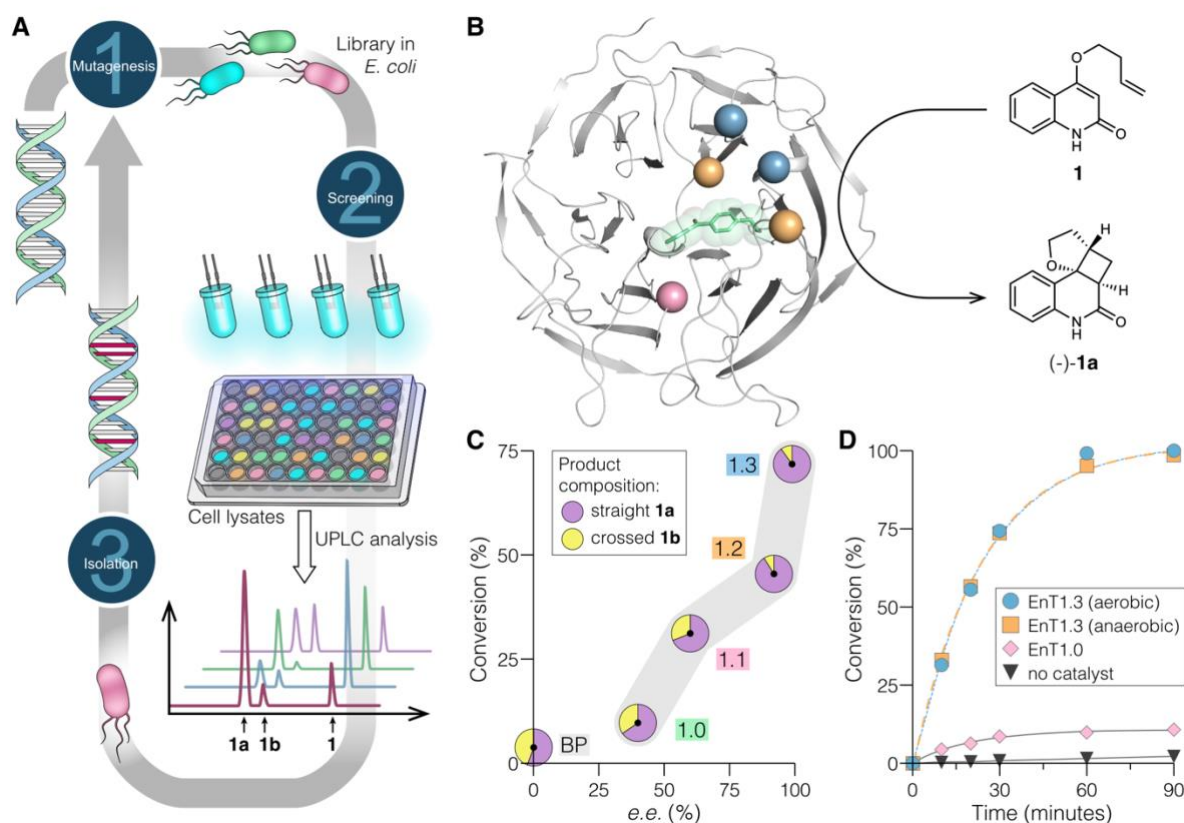 A
1
Mutagenesis
Library in
E. coli
2
Screening
Cell lysates
UPLC analysis
3
Isolation
1a
1b
1
B
O
N
H
O
1
H
O
H
N
H
O
(-)-1a
C
Conversion (%)
75
50
25
0
Product
composition:
straight 1a
crossed 1b
1.3
1.2
1.1
1.0
BP
0
25
50
75
100
e.e. (%)
D
Conversion (%)
100
75
50
25
0
EnT1.3 (aerobic)
EnT1.3 (anaerobic)
EnT1.0
no catalyst
0
30
60
90
Time (minutes)